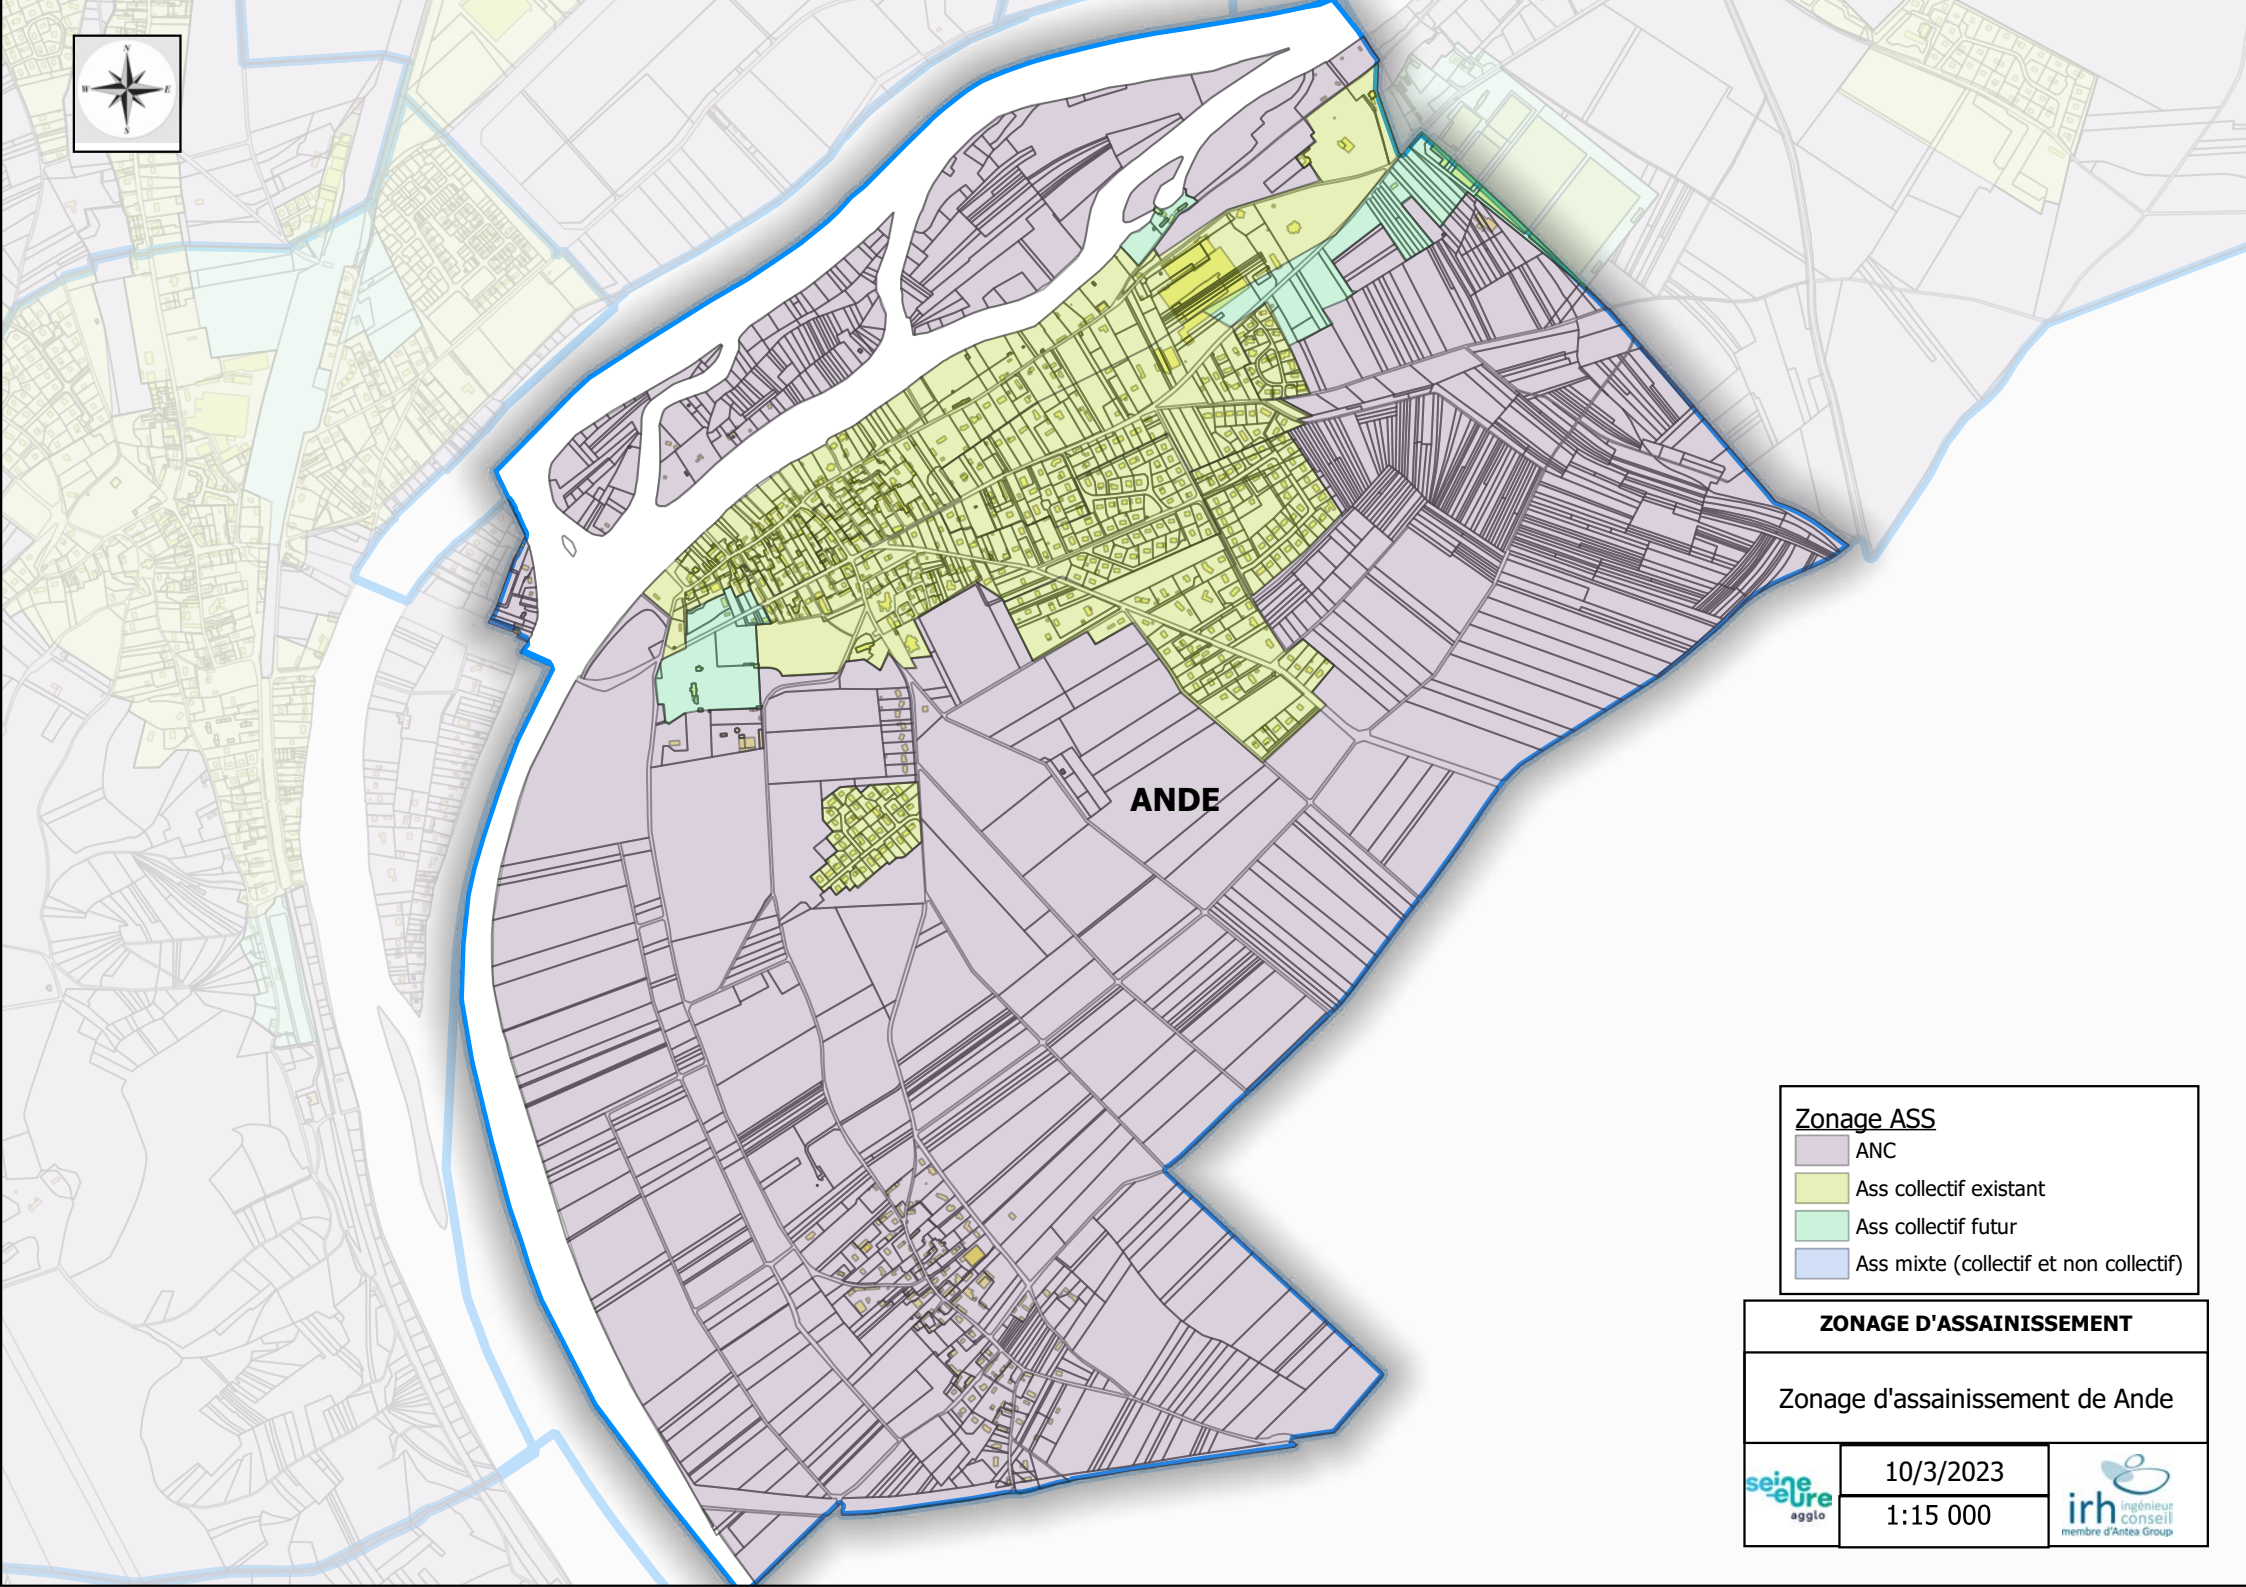 N
W E
S
ANDE
Zonage ASS
ANC
Ass collectif existant
Ass collectif futur
Ass mixte (collectif et non collectif)
ZONAGE D'ASSAINISSEMENT
Zonage d'assainissement de Ande
seine
eure
agglo
10/3/2023
1:15 000
irh ingénieur
conseil
membre d'Antea Group